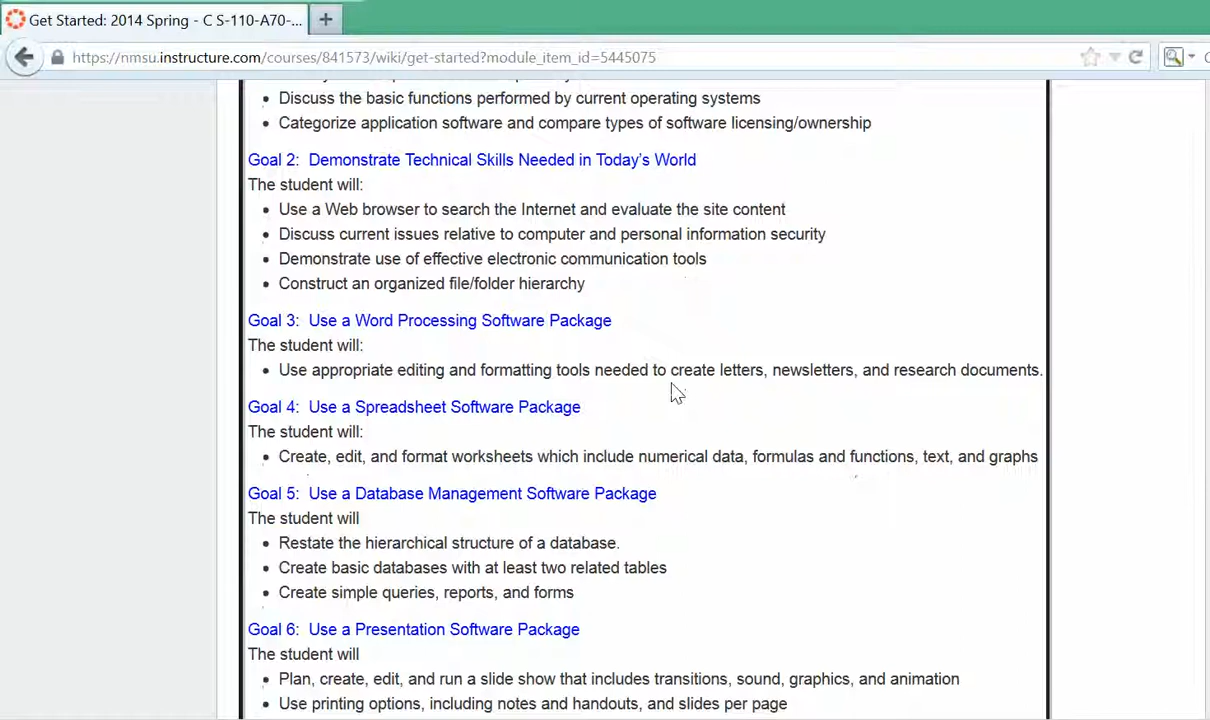 Get Started: 2014 Spring - C S-110-A70-...
https://nmsu.instructure.com/courses/841573/wiki/get-started?module_item_id=5445075
• Discuss the basic functions performed by current operating systems
• Categorize application software and compare types of software licensing/ownership
Goal 2: Demonstrate Technical Skills Needed in Today's World
The student will:
• Use a Web browser to search the Internet and evaluate the site content
• Discuss current issues relative to computer and personal information security
• Demonstrate use of effective electronic communication tools
• Construct an organized file/folder hierarchy
Goal 3: Use a Word Processing Software Package
The student will:
• Use appropriate editing and formatting tools needed to create letters, newsletters, and research documents.
Goal 4: Use a Spreadsheet Software Package
The student will:
• Create, edit, and format worksheets which include numerical data, formulas and functions, text, and graphs
Goal 5: Use a Database Management Software Package
The student will
• Restate the hierarchical structure of a database.
• Create basic databases with at least two related tables
• Create simple queries, reports, and forms
Goal 6: Use a Presentation Software Package
The student will
• Plan, create, edit, and run a slide show that includes transitions, sound, graphics, and animation
• Use printing options, including notes and handouts, and slides per page